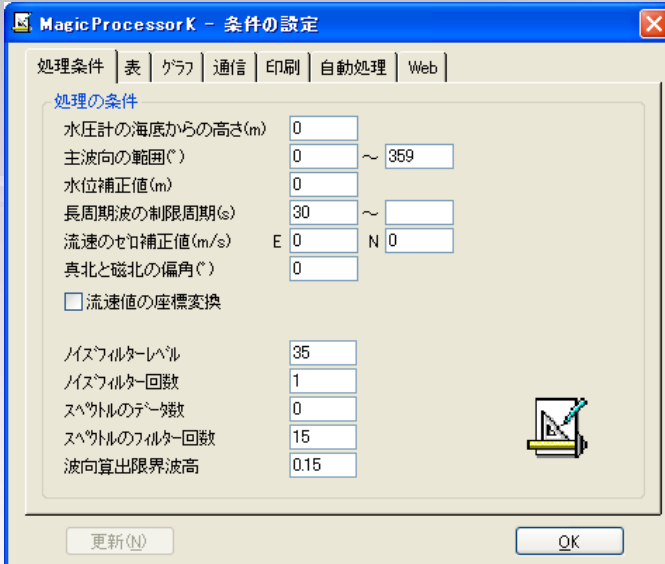 MagicProcessorK - 条件の設定
処理条件 表 グラフ 通信 印刷 自動処理 Web
処理の条件
水圧計の海底からの高さ(m) 0
主波向の範囲(°) 0 ～ 359
水位補正値(m) 0
長周期波の制限周期(s) 30 ～
流速のゼロ補正値(m/s) E 0 N 0
真北と磁北の偏角(°) 0
流速値の座標変換
ノイズフィルターレベル 35
ノイズフィルター回数 1
スペクトルのデータ数 0
スペクトルのフィルター回数 15
波向算出限界波高 0.15
更新(N) OK